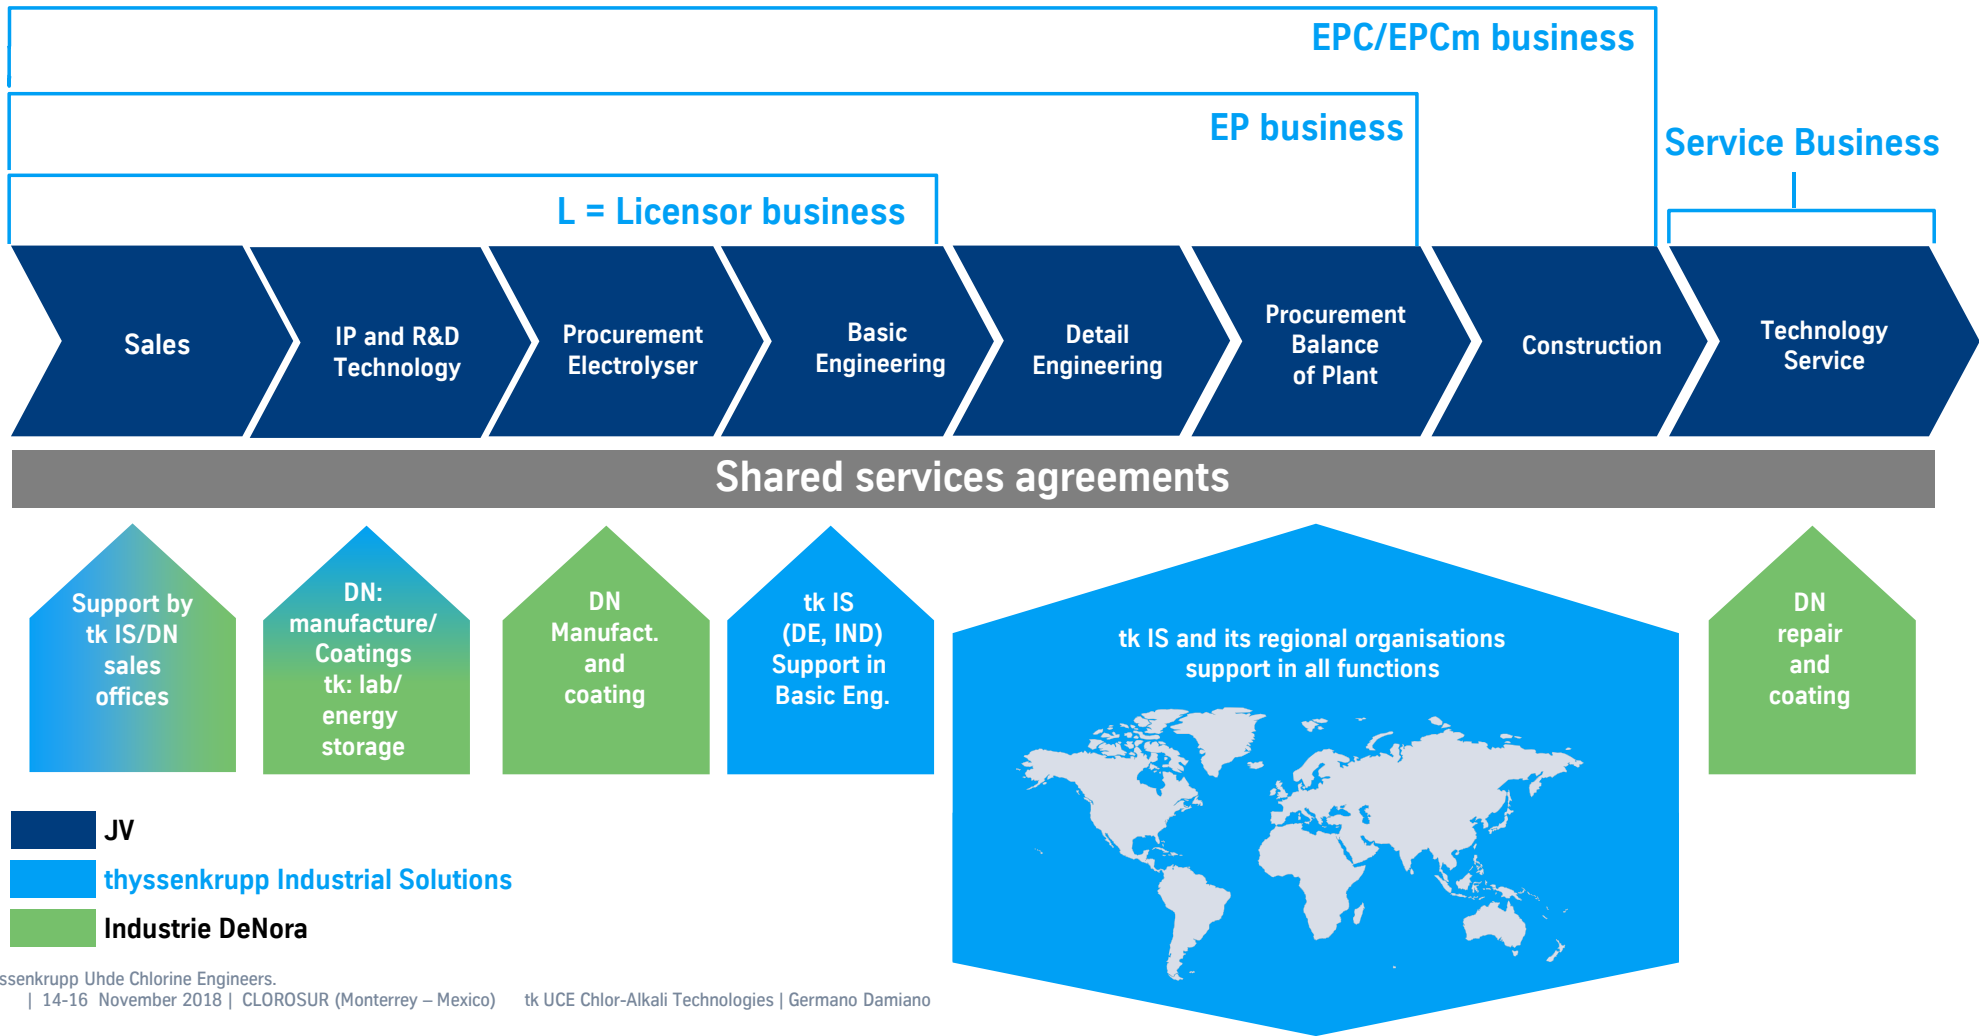 EPC/EPCm business
EP business
Service Business
L = Licensor business
Sales
IP and R&D
Technology
Procurement
Electrolyser
Basic
Engineering
Detail
Engineering
Procurement
Balance
of Plant
Construction
Technology
Service
Shared services agreements
Support by
tk IS/DN
sales
offices
DN:
manufacture/
Coatings
tk: lab/
energy
storage
DN
Manufact.
and
coating
tk IS
(DE, IND)
Support in
Basic Eng.
tk IS and its regional organisations
support in all functions
DN
repair
and
coating
JV
thyssenkrupp Industrial Solutions
Industrie DeNora
ssenkrupp Uhde Chlorine Engineers.
| 14-16 November 2018 | CLOROSUR (Monterrey – Mexico) tk UCE Chlor-Alkali Technologies | Germano Damiano